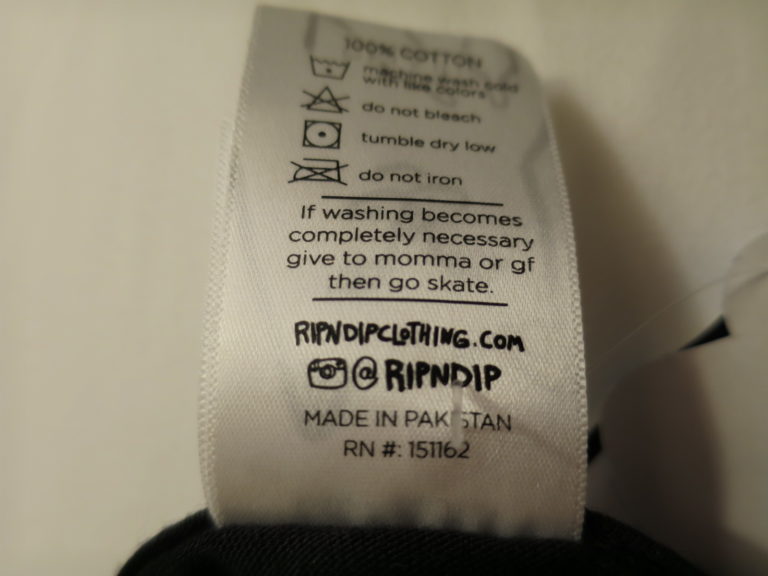 100% COTTON
machine wash cold
with like colors
do not bleach
tumble dry low
do not iron
If washing becomes
completely necessary
give to momma or gf
then go skate.
RIPNDIPCLOTHING.COM
@RIPNDIP
MADE IN PAKISTAN
RN #: 151162